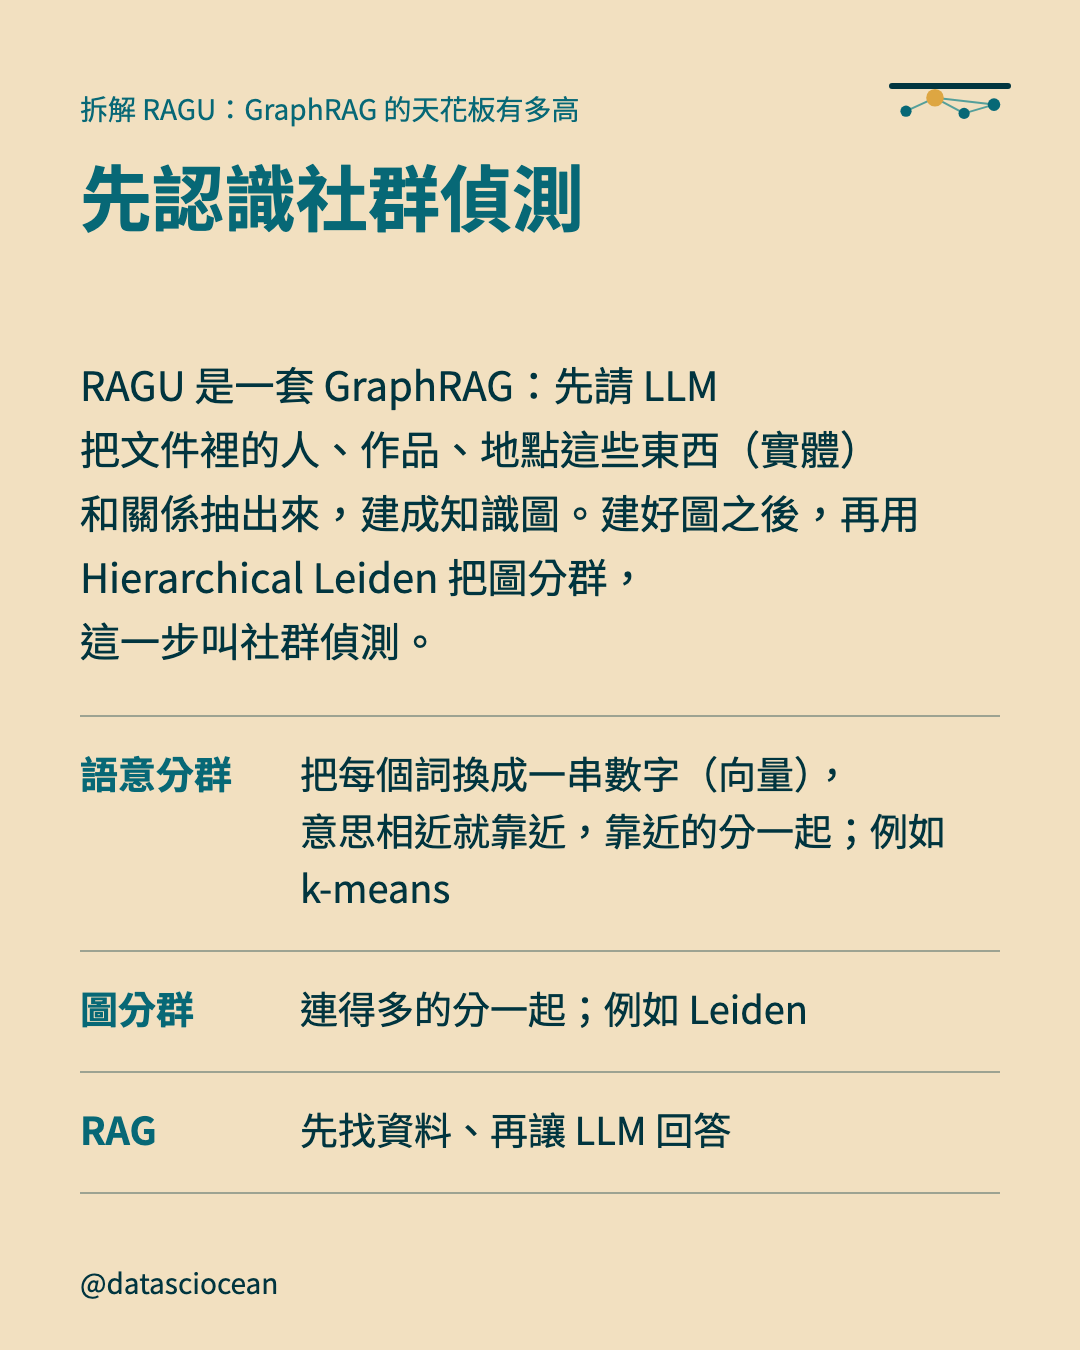 拆解 RAGU：GraphRAG 的天花板有多高
先認識社群偵測
RAGU 是一套 GraphRAG：先請 LLM
把文件裡的人、作品、地點這些東西（實體）
和關係抽出來，建成知識圖。建好圖之後，再用
Hierarchical Leiden 把圖分群，
這一步叫社群偵測。
語意分群
把每個詞換成一串數字（向量），
意思相近就靠近，靠近的分一起；例如
k-means
圖分群
連得多的分一起；例如 Leiden
RAG
先找資料、再讓 LLM 回答
@datasciocean